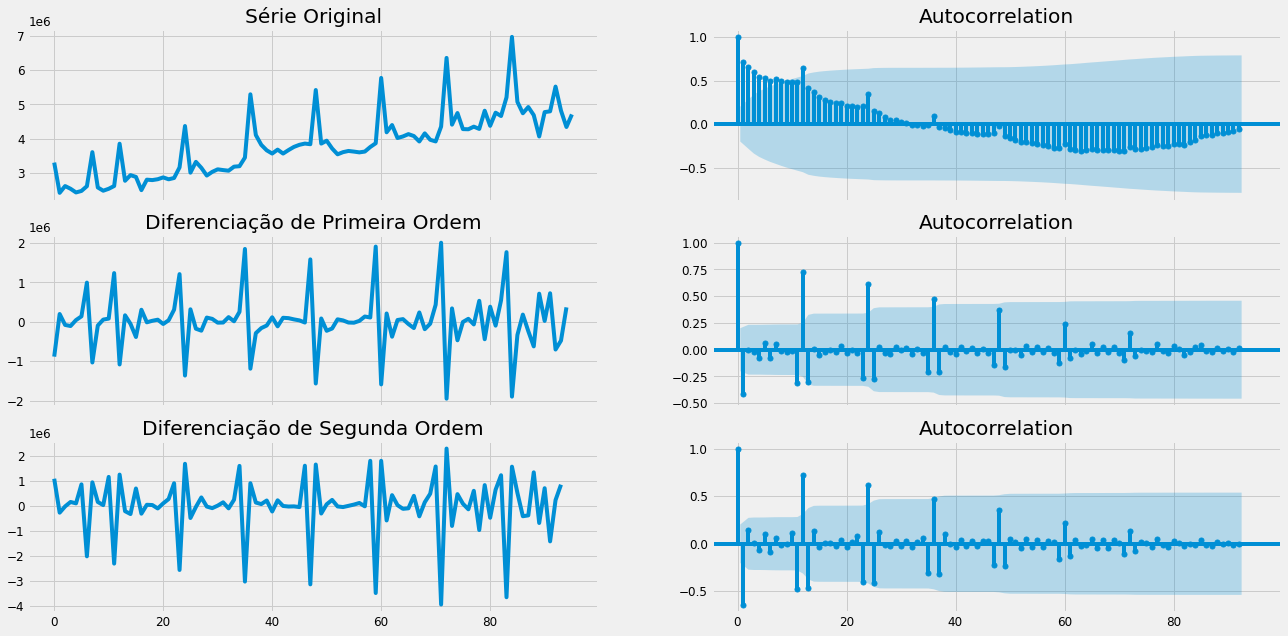 Série Original
Autocorrelation
1e6
7
6
5
4
3
1.0
0.5
0.0
−0.5
Diferenciação de Primeira Ordem
Autocorrelation
1e6
2
1
0
−1
−2
1.00
0.75
0.50
0.25
0.00
−0.25
−0.50
Diferenciação de Segunda Ordem
Autocorrelation
1e6
2
1
0
−1
−2
−3
−4
0 20 40 60 80
1.0
0.5
0.0
−0.5
0 20 40 60 80